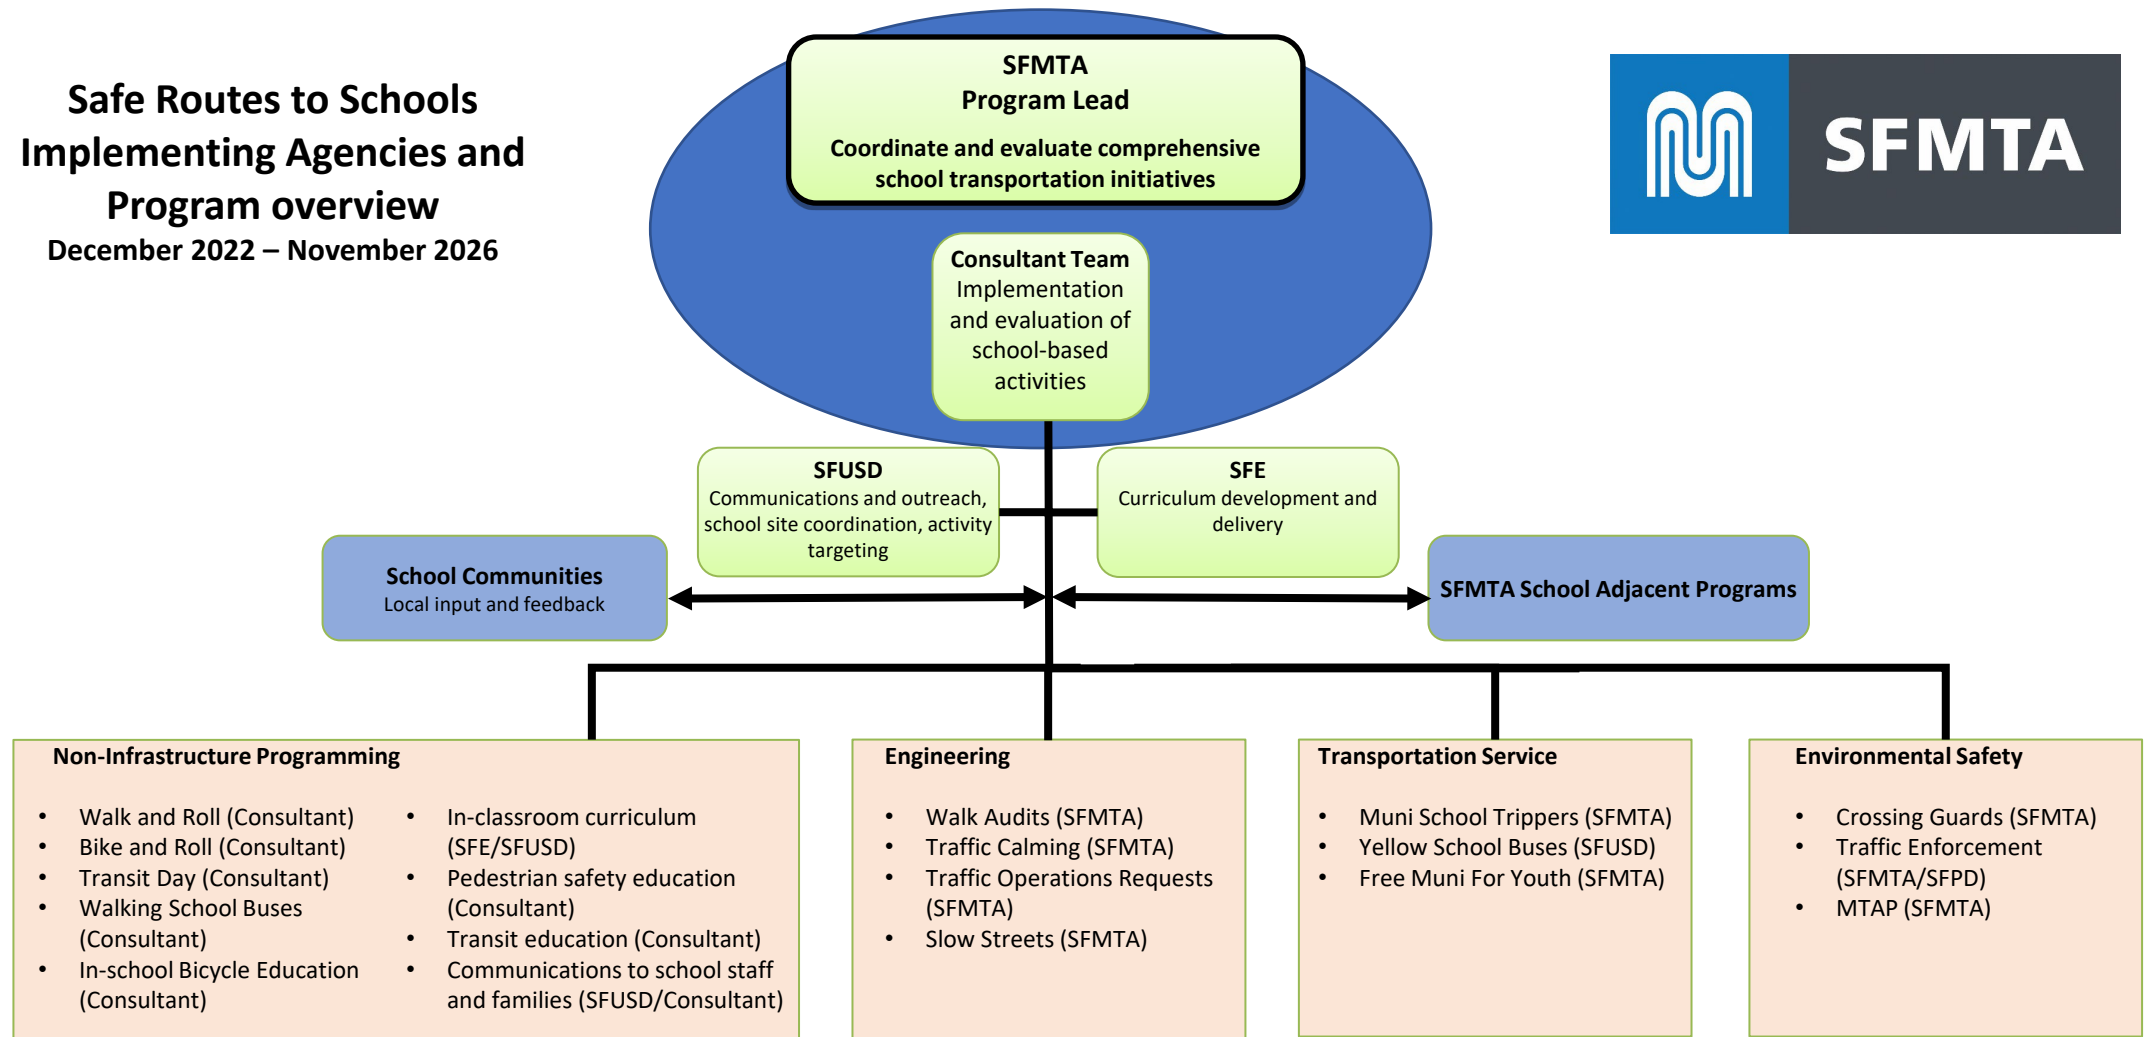 Safe Routes to Schools
Implementing Agencies and
Program overview
December 2022 – November 2026
SFMTA
Program Lead
Coordinate and evaluate comprehensive
school transportation initiatives
SFMTA
Consultant Team
Implementation
and evaluation of
school-based
activities
SFUSD
Communications and outreach,
school site coordination, activity
targeting
SFE
Curriculum development and
delivery
School Communities
Local input and feedback
SFMTA School Adjacent Programs
Non-Infrastructure Programming
• Walk and Roll (Consultant)
• Bike and Roll (Consultant)
• Transit Day (Consultant)
• Walking School Buses
(Consultant)
• In-school Bicycle Education
(Consultant)
• In-classroom curriculum
(SFE/SFUSD)
• Pedestrian safety education
(Consultant)
• Transit education (Consultant)
• Communications to school staff
and families (SFUSD/Consultant)
Engineering
• Walk Audits (SFMTA)
• Traffic Calming (SFMTA)
• Traffic Operations Requests
(SFMTA)
• Slow Streets (SFMTA)
Transportation Service
• Muni School Trippers (SFMTA)
• Yellow School Buses (SFUSD)
• Free Muni For Youth (SFMTA)
Environmental Safety
• Crossing Guards (SFMTA)
• Traffic Enforcement
(SFMTA/SFPD)
• MTAP (SFMTA)